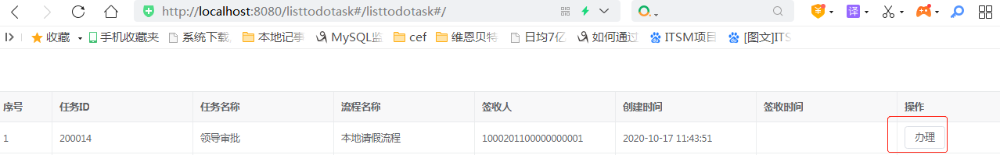 http://localhost:8080/listtodotask#/listtodotask#/
收藏 手机收藏夹 系统下载 本地记事 MySQL监 cef 维恩贝特 日均7亿 如何通过 ITSM项目 [图文]ITS
序号 任务ID 任务名称 流程名称 签收人 创建时间 签收时间 操作
1 200014 领导审批 本地请假流程 1000201100000000001 2020-10-17 11:43:51 办理